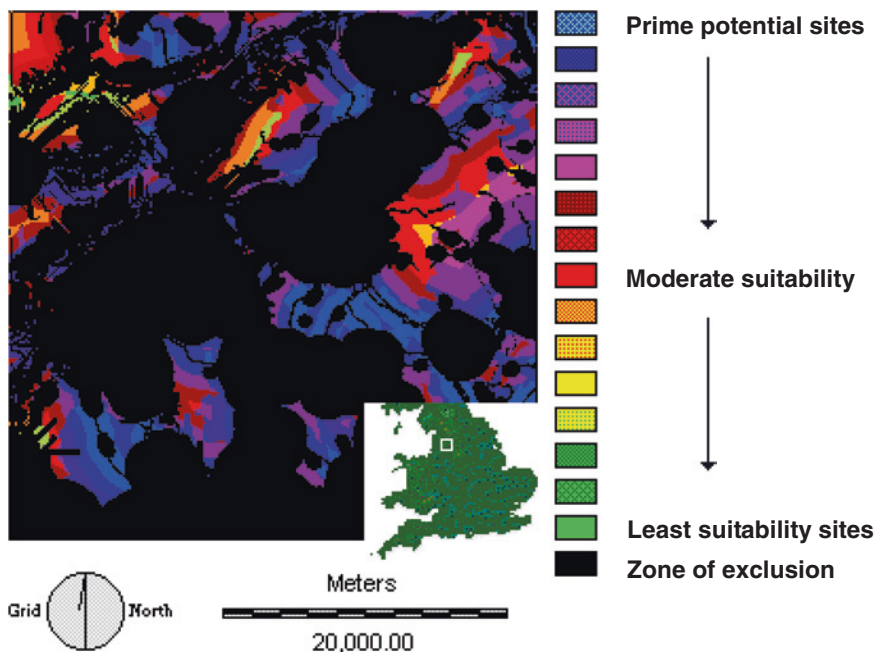 Prime potential sites
Moderate suitability
Least suitability sites
Zone of exclusion
Grid North
Meters
20,000.00